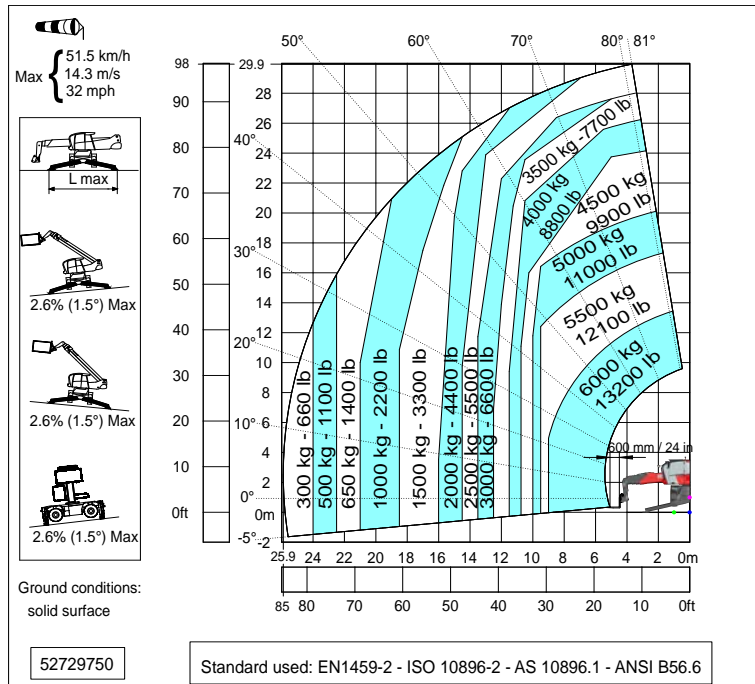 51.5 km/h
Max { 14.3 m/s
32 mph
L max
2.6% (1.5°) Max
2.6% (1.5°) Max
2.6% (1.5°) Max
Ground conditions:
solid surface
52729750
98
90
80
70
60
50
40
30
20
10
0ft
29.9
28
26
24
22
20
18
16
14
12
10
8
6
4
2
0m
-2
50°
60°
70°
80°
81°
40°
30°
20°
10°
0°
-5°
300 kg - 660 lb
500 kg - 1100 lb
650 kg - 1400 lb
1000 kg - 2200 lb
1500 kg - 3300 lb
2000 kg - 4400 lb
2500 kg - 5500 lb
3000 kg - 6600 lb
3500 kg -7700 lb
4000 kg
8800 lb
4500 kg
9900 lb
5000 kg
11000 lb
5500 kg
12100 lb
6000 kg
13200 lb
600 mm / 24 in
25.9 24 22 20 18 16 14 12 10 8 6 4 2 0m
85 80 70 60 50 40 30 20 10 0ft
Standard used: EN1459-2 - ISO 10896-2 - AS 10896.1 - ANSI B56.6